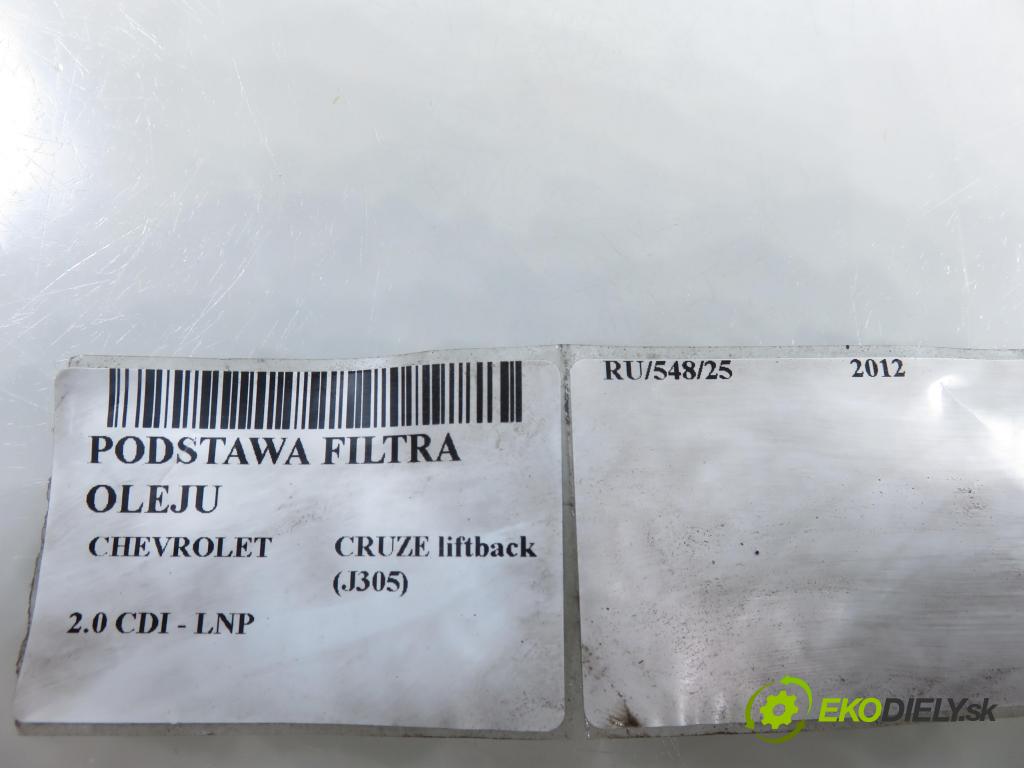 PODSTAWA FILTRA
OLEJU
CHEVROLET CRUZE liftback
(J305)
2.0 CDI - LNP
RU/548/25 2012
EKODIELY.sk